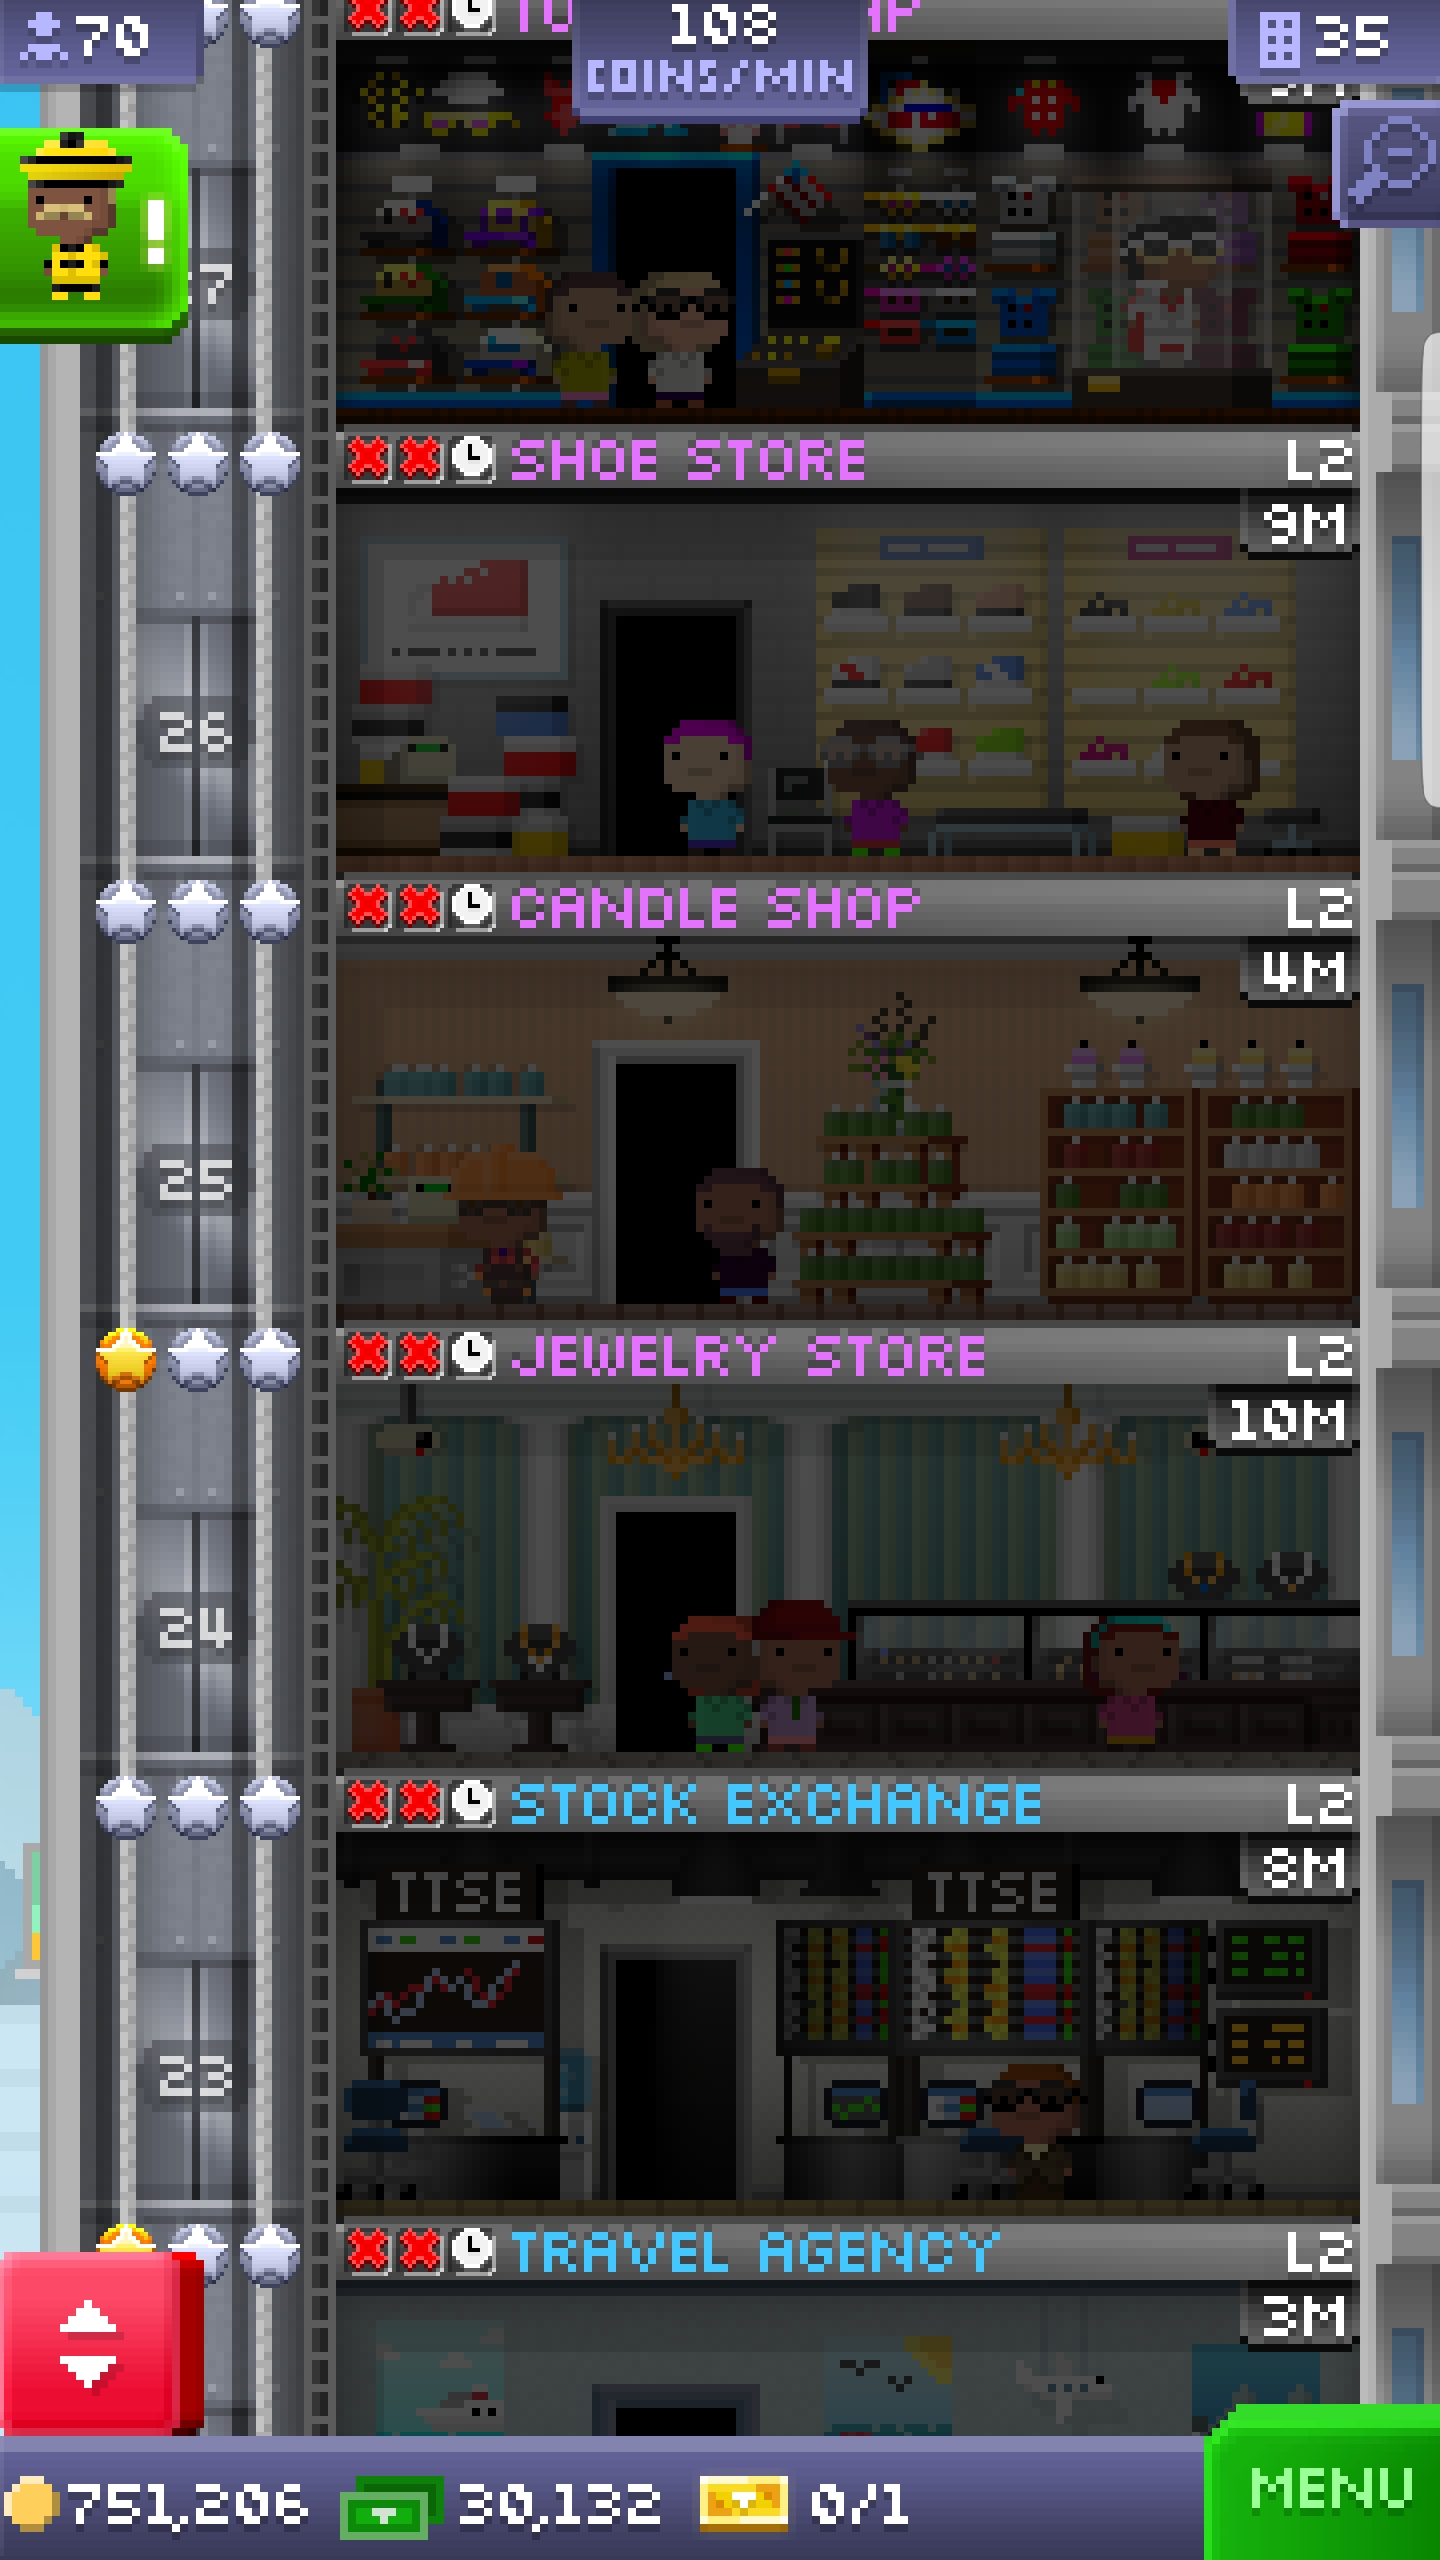 70
108
COINS/MIN
35
27
SHOE STORE L2
9M
26
CANDLE SHOP L2
4M
25
JEWELRY STORE L2
10M
24
STOCK EXCHANGE L2
8M
TTSE TTSE
23
TRAVEL AGENCY L2
3M
751,206 30,132 0/1 MENU